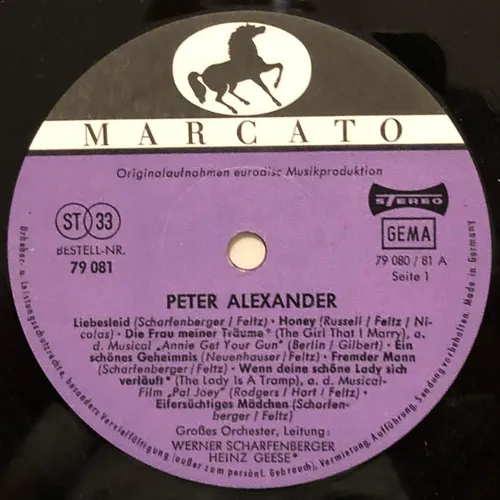 MARCATO
Originalaufnahmen eurodisc Musikproduktion
ST 33
BESTELL-NR.
79 081
STEREO
GEMA
79 080 / 81 A
Seite 1
PETER ALEXANDER
Liebesleid (Scharfenberger / Feltz) • Honey (Russell / Feltz / Ni-
colas) • Die Frau meiner Träume* (The Girl That I Marry), a.
d. Musical „Annie Get Your Gun" (Berlin / Gilbert) • Ein
schönes Geheimnis (Neuenhauser / Feltz) • Fremder Mann
(Scharfenberger / Feltz) • Wenn deine schöne Lady sich
verläuft* (The Lady Is A Tramp), a. d. Musical-
Film „Pal Joey" (Rodgers / Hart / Feltz) •
Eifersüchtiges Mädchen (Scharfen-
berger / Feltz)
Großes Orchester, Leitung:
WERNER SCHARFENBERGER
HEINZ GEESE*
Urheber- u. Leistungsschutzrechte, besonders Vervielfältigung (außer zum persönl. Gebrauch), Vermietung, Aufführung, Sendung vorbehalten. Made in Germany